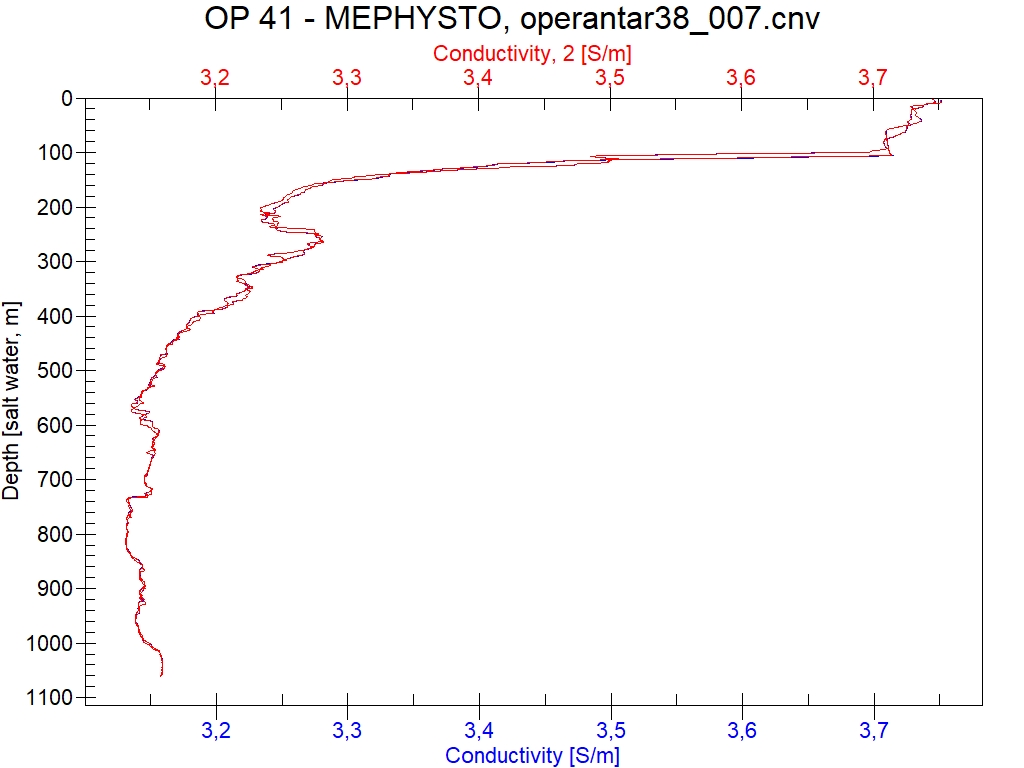 OP 41 - MEPHYSTO, operantar38_007.cnv
Conductivity, 2 [S/m]
3,2 3,3 3,4 3,5 3,6 3,7
0
100
200
300
400
500
600
700
800
900
1000
1100
Depth [salt water, m]
3,2 3,3 3,4 3,5 3,6 3,7
Conductivity [S/m]